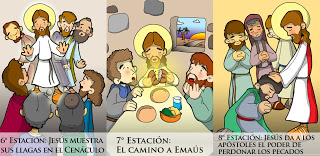 6ª ESTACIÓN: JESÚS MUESTRA
SUS LLAGAS EN EL CENÁCULO
7ª ESTACIÓN:
EL CAMINO A EMAÚS
8ª ESTACIÓN: JESÚS DA A LOS
APÓSTOLES EL PODER DE
PERDONAR LOS PECADOS